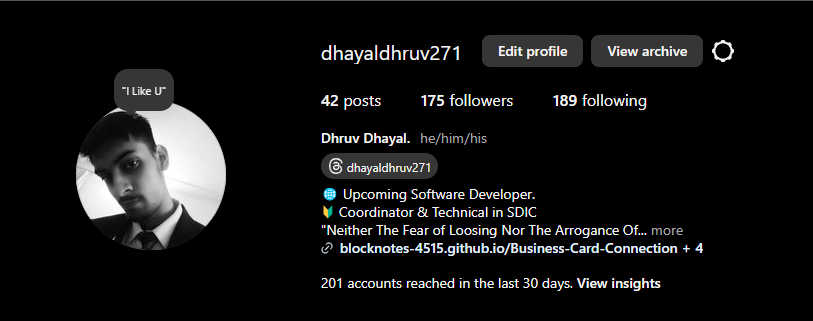 dhayaldhruv271 Edit profile View archive
"I Like U"
42 posts 175 followers 189 following
Dhruv Dhayal. he/him/his
dhayaldhruv271
🌐 Upcoming Software Developer.
🔰 Coordinator & Technical in SDIC
"Neither The Fear of Loosing Nor The Arrogance Of... more
blocknotes-4515.github.io/Business-Card-Connection + 4
201 accounts reached in the last 30 days. View insights